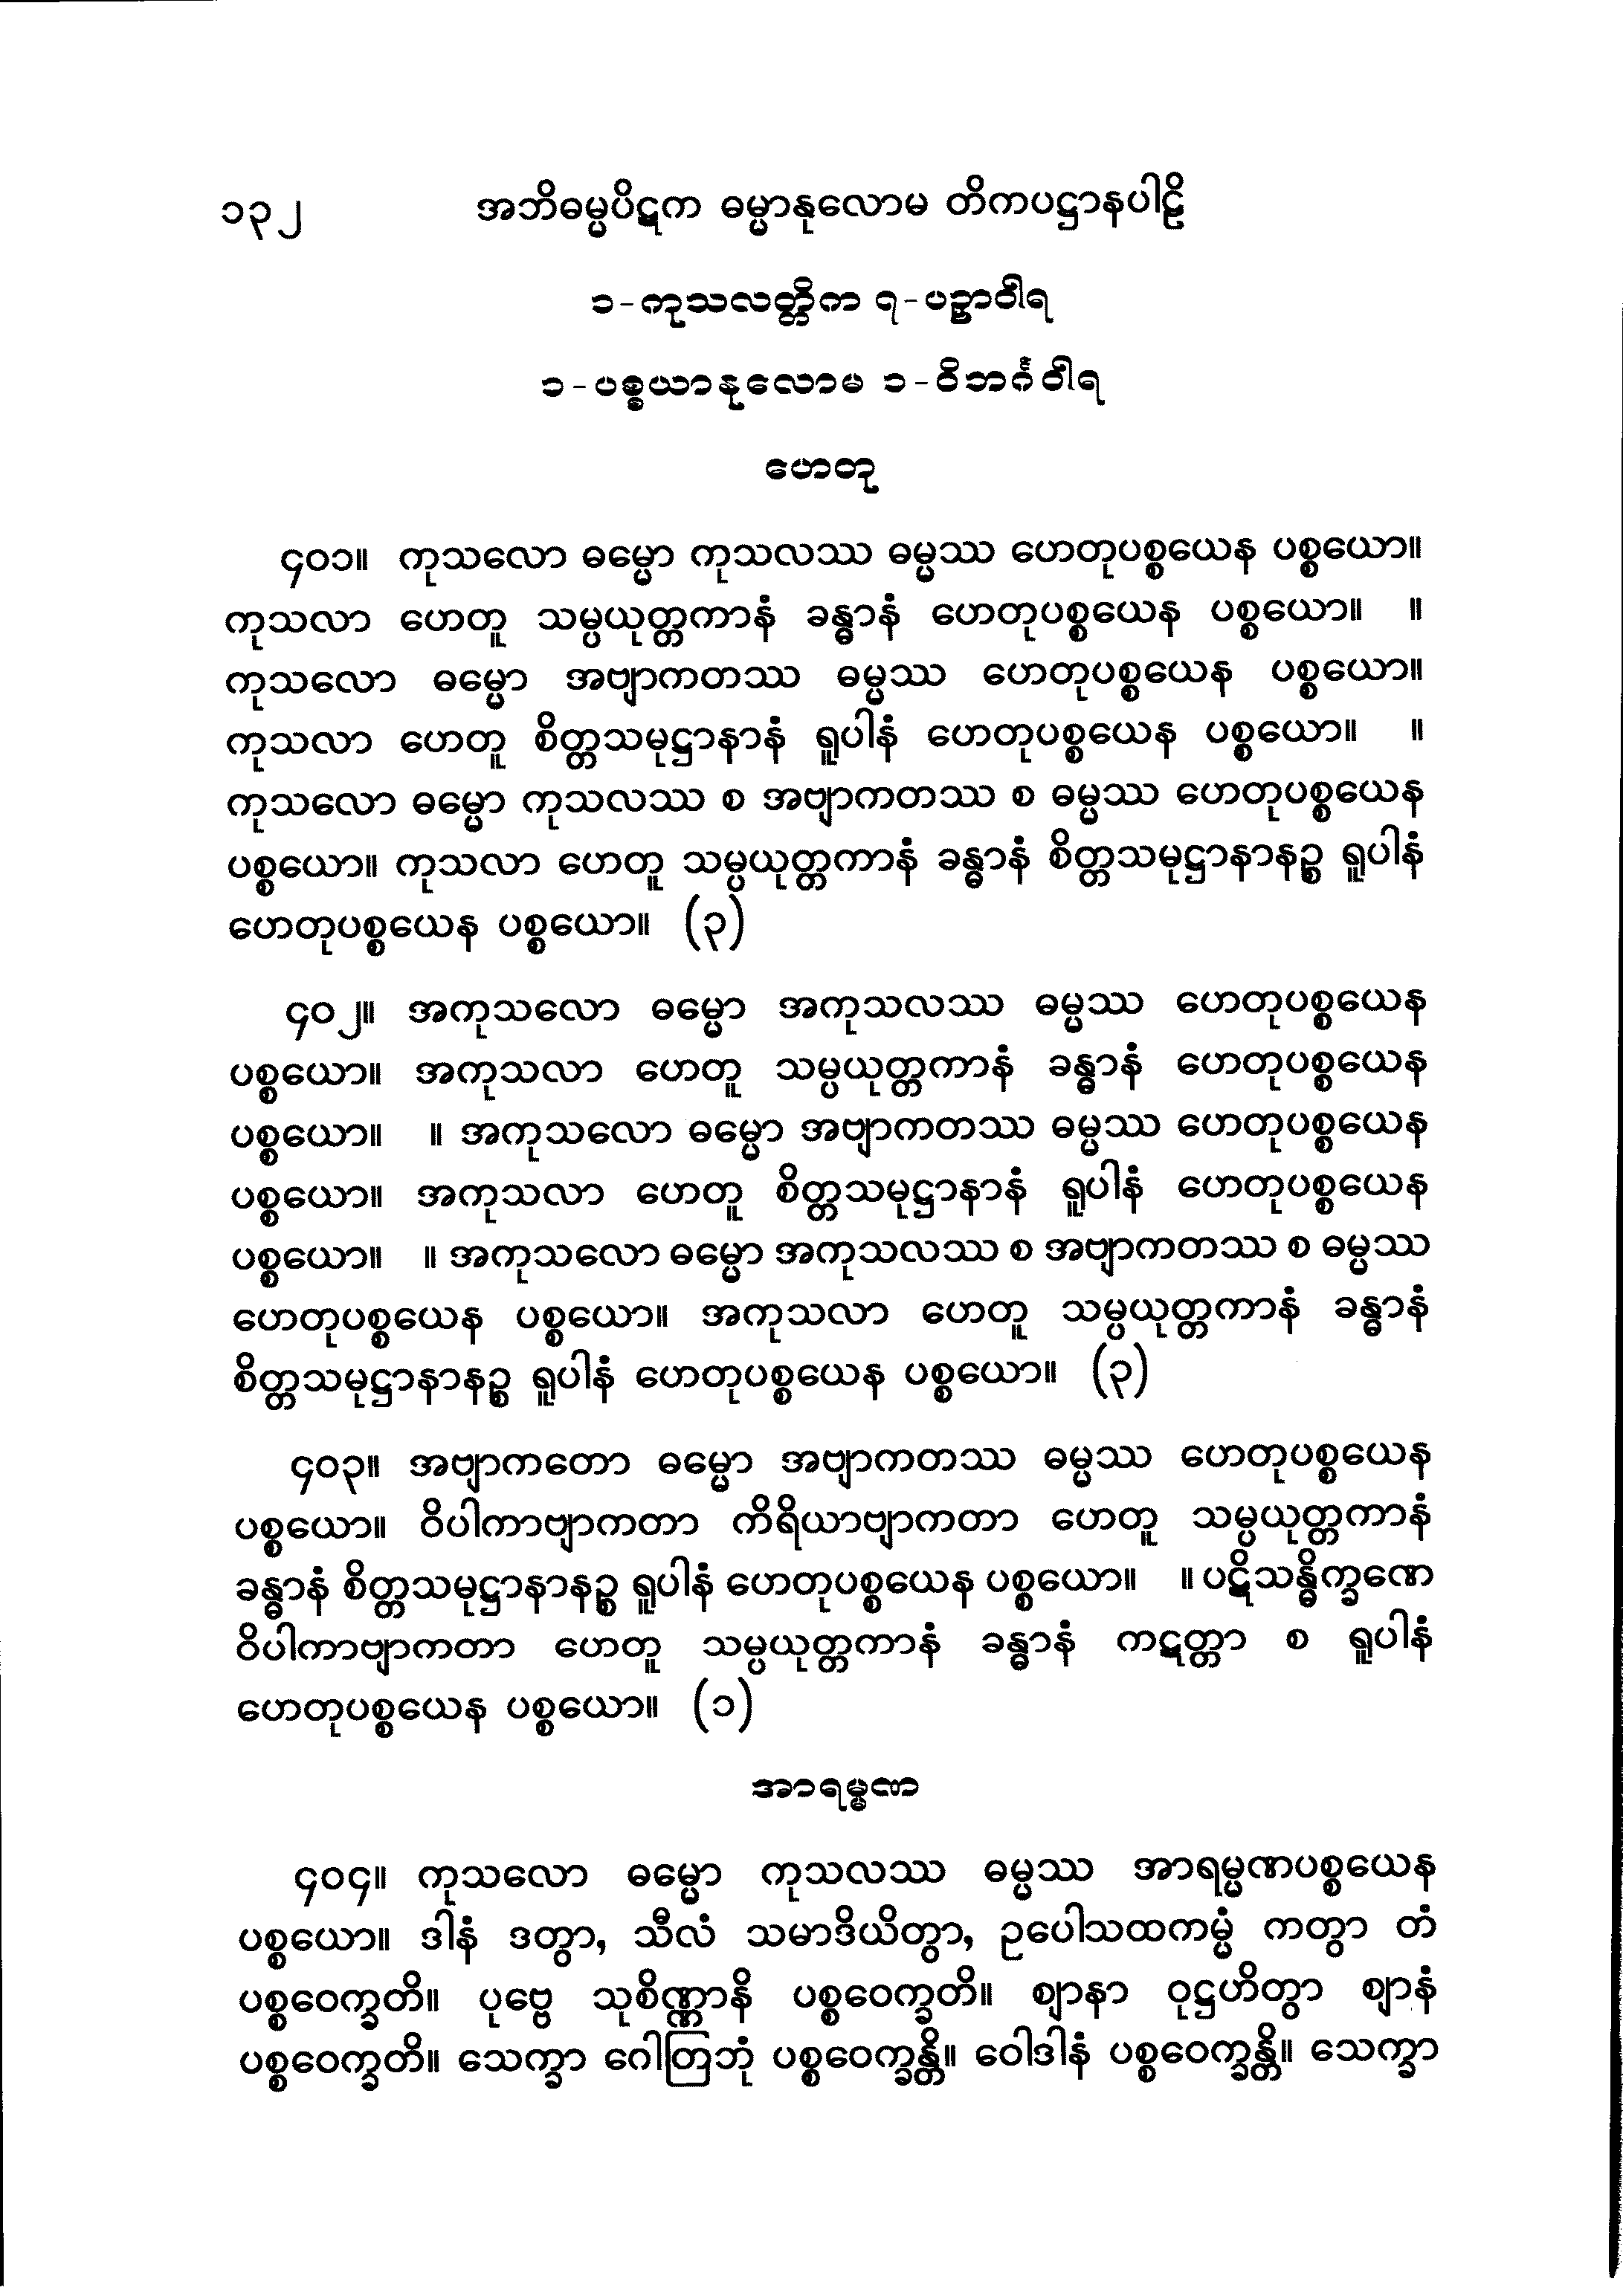 ၁၃၂ အဘိဓမ္မပိဋက ဓမ္မာနုလောမ တိကပဋ္ဌာနပါဠိ
၁-ကုသလတ္တိက ၇-ပဉှာဝါရ
၁-ပစ္စယာနုလောမ ၁-ဝိဘင်္ဂဝါရ
ဟေတု
၄၀၁။ ကုသလော ဓမ္မော ကုသလဿ ဓမ္မဿ ဟေတုပစ္စယေန ပစ္စယော။
ကုသလာ ဟေတူ သမ္ပယုတ္တကာနံ ခန္ဓာနံ ဟေတုပစ္စယေန ပစ္စယော။ ။
ကုသလော ဓမ္မော အဗျာကတဿ ဓမ္မဿ ဟေတုပစ္စယေန ပစ္စယော။
ကုသလာ ဟေတူ စိတ္တသမုဋ္ဌာနာနံ ရူပါနံ ဟေတုပစ္စယေန ပစ္စယော။ ။
ကုသလော ဓမ္မော ကုသလဿ စ အဗျာကတဿ စ ဓမ္မဿ ဟေတုပစ္စယေန
ပစ္စယော။ ကုသလာ ဟေတူ သမ္ပယုတ္တကာနံ ခန္ဓာနံ စိတ္တသမုဋ္ဌာနာနဉ္စ ရူပါနံ
ဟေတုပစ္စယေန ပစ္စယော။ (၃)
၄၀၂။ အကုသလော ဓမ္မော အကုသလဿ ဓမ္မဿ ဟေတုပစ္စယေန
ပစ္စယော။ အကုသလာ ဟေတူ သမ္ပယုတ္တကာနံ ခန္ဓာနံ ဟေတုပစ္စယေန
ပစ္စယော။ ။ အကုသလော ဓမ္မော အဗျာကတဿ ဓမ္မဿ ဟေတုပစ္စယေန
ပစ္စယော။ အကုသလာ ဟေတူ စိတ္တသမုဋ္ဌာနာနံ ရူပါနံ ဟေတုပစ္စယေန
ပစ္စယော။ ။ အကုသလော ဓမ္မော အကုသလဿ စ အဗျာကတဿ စ ဓမ္မဿ
ဟေတုပစ္စယေန ပစ္စယော။ အကုသလာ ဟေတူ သမ္ပယုတ္တကာနံ ခန္ဓာနံ
စိတ္တသမုဋ္ဌာနာနဉ္စ ရူပါနံ ဟေတုပစ္စယေန ပစ္စယော။ (၃)
၄၀၃။ အဗျာကတော ဓမ္မော အဗျာကတဿ ဓမ္မဿ ဟေတုပစ္စယေန
ပစ္စယော။ ဝိပါကာဗျာကတာ ကိရိယာဗျာကတာ ဟေတူ သမ္ပယုတ္တကာနံ
ခန္ဓာနံ စိတ္တသမုဋ္ဌာနာနဉ္စ ရူပါနံ ဟေတုပစ္စယေန ပစ္စယော။ ။ ပဋိသန္ဓိက္ခဏေ
ဝိပါကာဗျာကတာ ဟေတူ သမ္ပယုတ္တကာနံ ခန္ဓာနံ ကဋတ္တာ စ ရူပါနံ
ဟေတုပစ္စယေန ပစ္စယော။ (၁)
အာရမ္မဏ
၄၀၄။ ကုသလော ဓမ္မော ကုသလဿ ဓမ္မဿ အာရမ္မဏပစ္စယေန
ပစ္စယော။ ဒါနံ ဒတွာ, သီလံ သမာဒိယိတွာ, ဥပေါသထကမ္မံ ကတွာ တံ
ပစ္စဝေက္ခတိ။ ပုဗ္ဗေ သုစိဏ္ဏာနိ ပစ္စဝေက္ခတိ။ ဈာနာ ဝုဋ္ဌဟိတွာ ဈာနံ
ပစ္စဝေက္ခတိ။ သေက္ခာ ဂေါတြဘုံ ပစ္စဝေက္ခန္တိ။ ဝေါဒါနံ ပစ္စဝေက္ခန္တိ။ သေက္ခာ